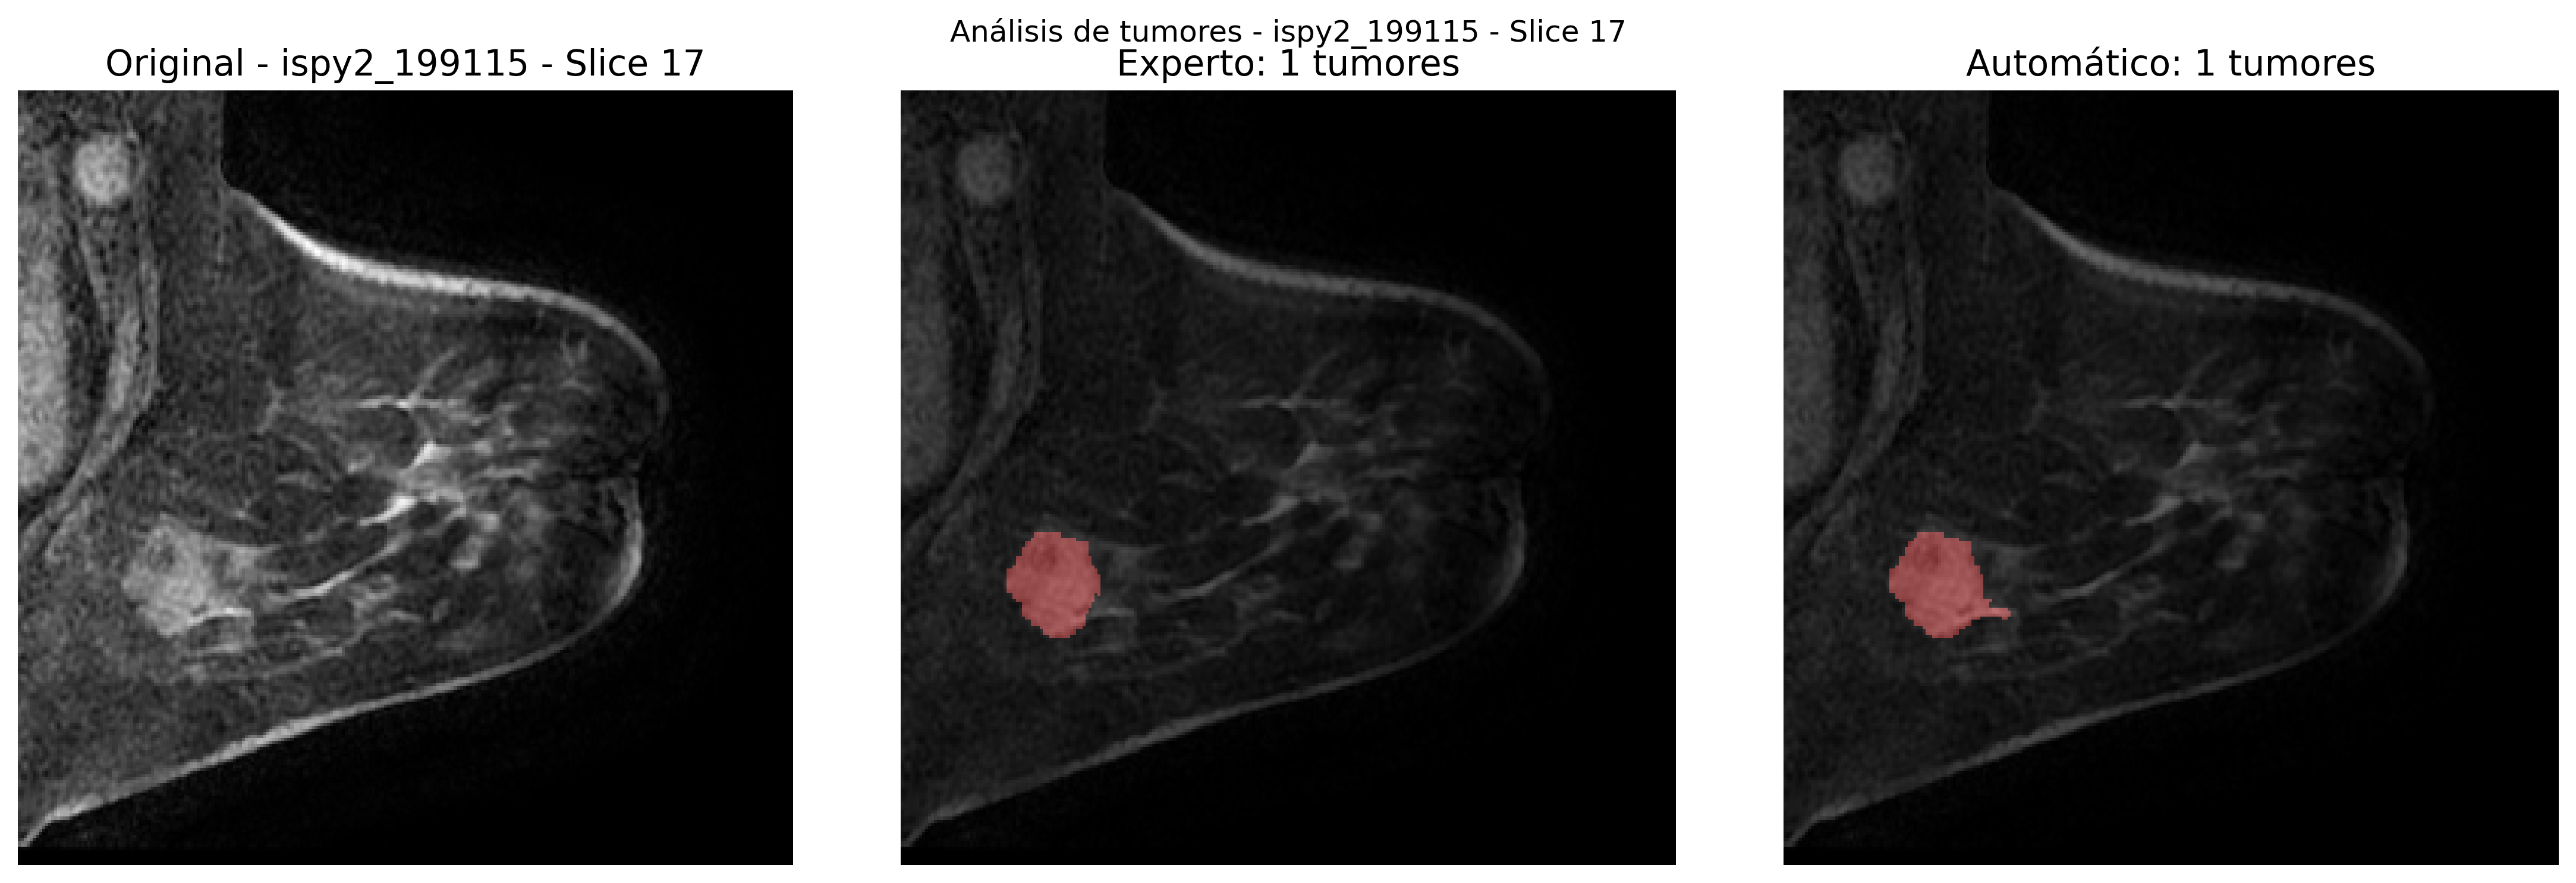 Análisis de tumores - ispy2_199115 - Slice 17
Original - ispy2_199115 - Slice 17
Experto: 1 tumores
Automático: 1 tumores